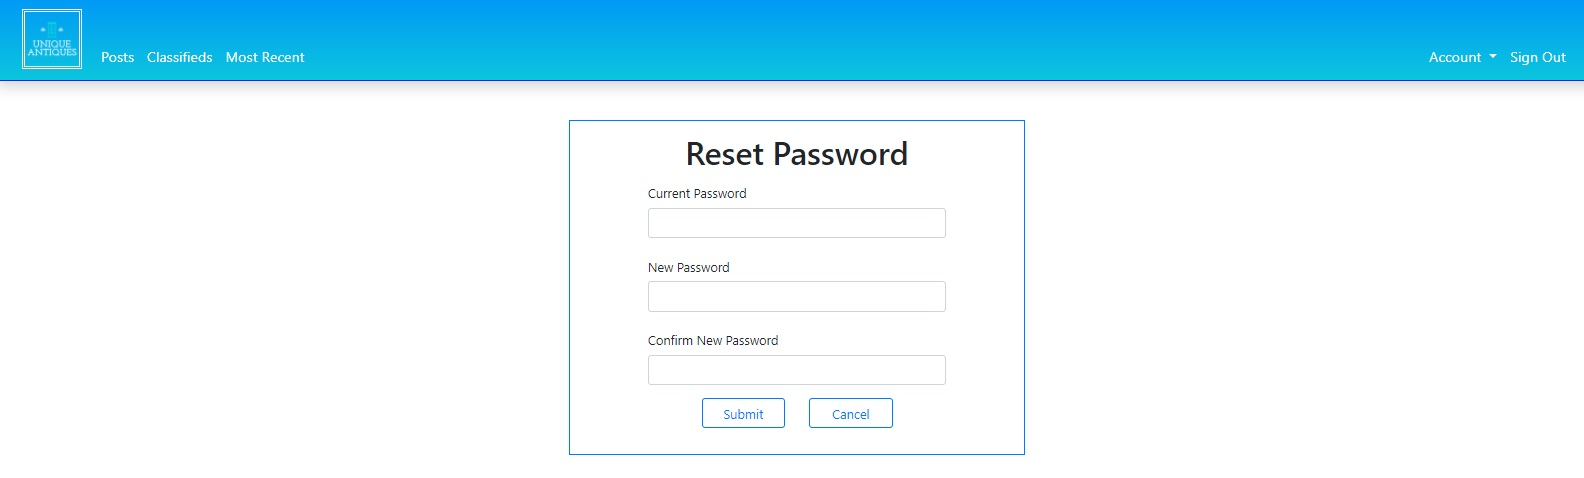 UNIQUE
ANTIQUES
Posts Classifieds Most Recent Account Sign Out
Reset Password
Current Password
New Password
Confirm New Password
Submit Cancel